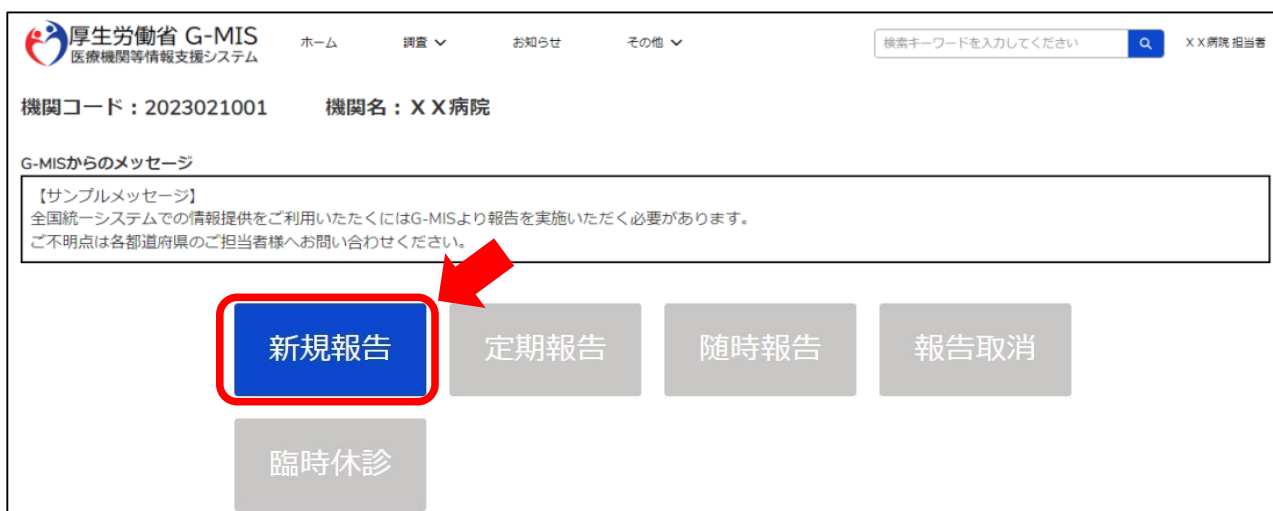 厚生労働省 G-MIS
医療機関等情報支援システム
ホーム 調査 お知らせ その他 検索キーワードを入力してください ＸＸ病院 担当者
機関コード：2023021001 機関名：ＸＸ病院
G-MISからのメッセージ
【サンプルメッセージ】
全国統一システムでの情報提供をご利用いたたくにはG-MISより報告を実施いただく必要があります。
ご不明点は各都道府県のご担当者様へお問い合わせください。
新規報告 定期報告 随時報告 報告取消
臨時休診